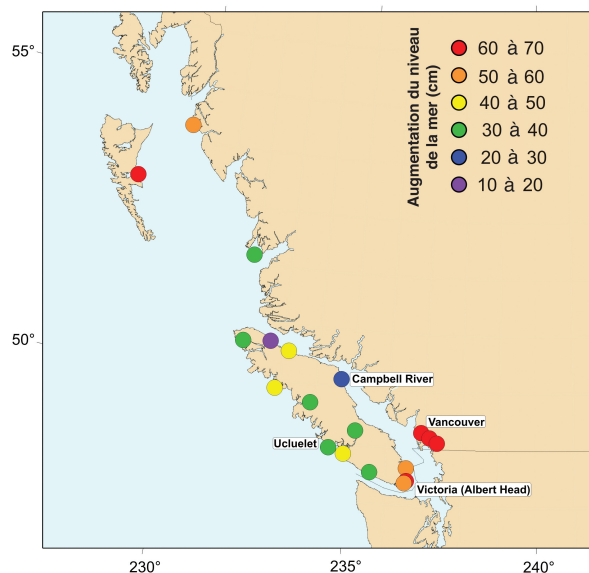 55°
50°
230°
235°
240°
Augmentation du niveau
de la mer (cm)
60 à 70
50 à 60
40 à 50
30 à 40
20 à 30
10 à 20
Campbell River
Vancouver
Ucluelet
Victoria (Albert Head)